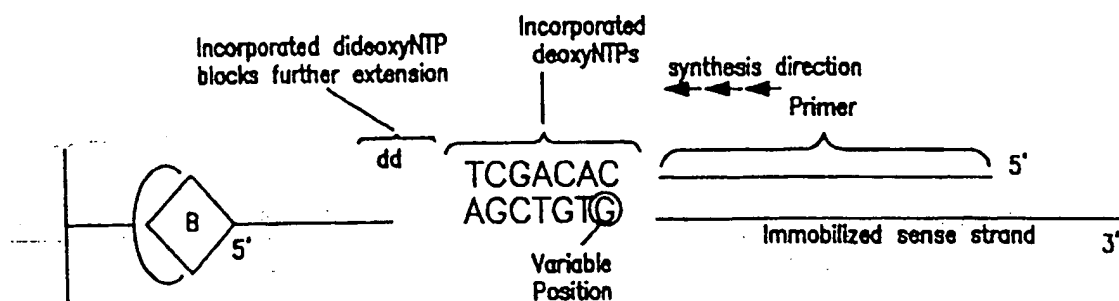 Incorporated dideoxyNTP
blocks further extension
Incorporated
deoxyNTPs
synthesis direction
Primer
dd
TCGACAC
5'
B
5'
AGCTGTG
Immobilized sense strand
3'
Variable
Position